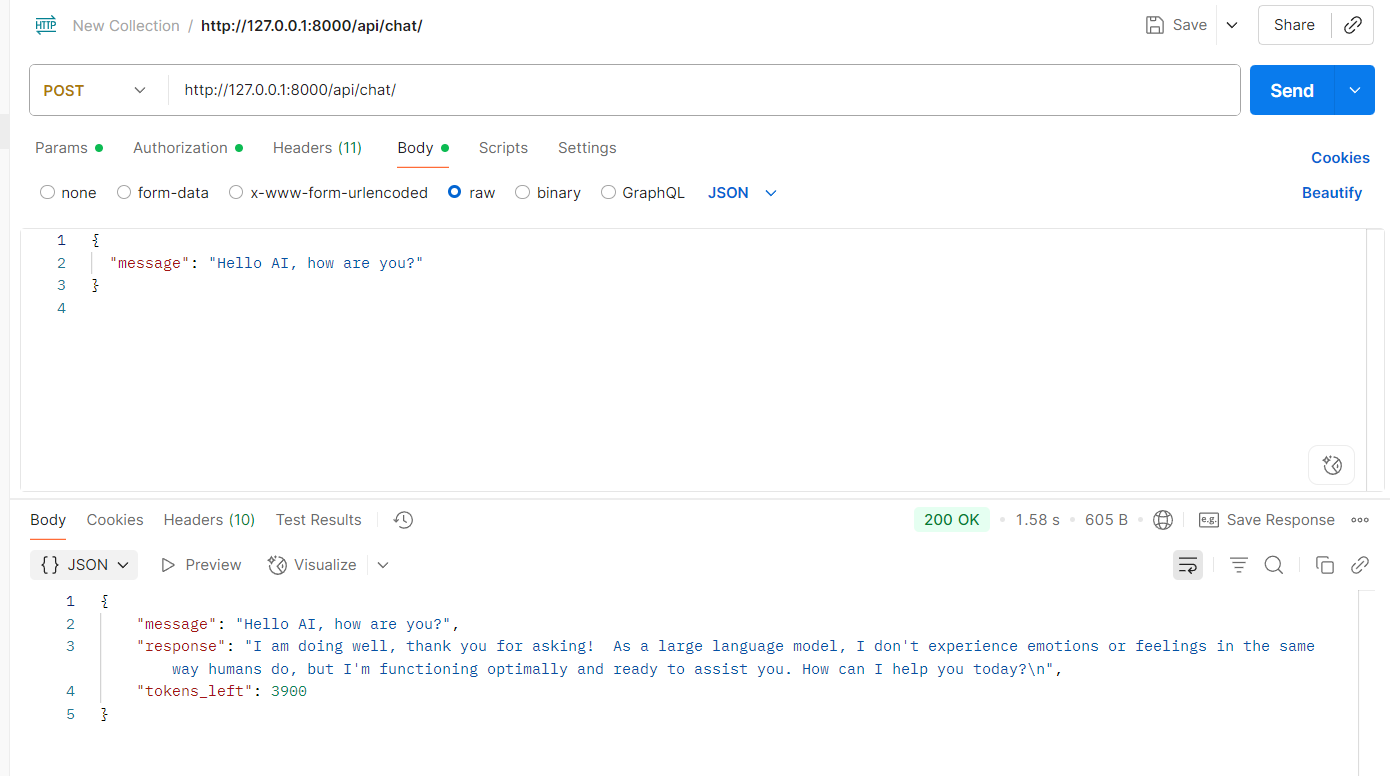 HTTP New Collection / http://127.0.0.1:8000/api/chat/ Save Share
POST http://127.0.0.1:8000/api/chat/ Send
Params Authorization Headers (11) Body Scripts Settings Cookies
none form-data x-www-form-urlencoded raw binary GraphQL JSON Beautify
1 {
2 "message": "Hello AI, how are you?"
3 }
4
Body Cookies Headers (10) Test Results 200 OK 1.58 s 605 B e.g. Save Response
{} JSON Preview Visualize
1 {
2 "message": "Hello AI, how are you?",
3 "response": "I am doing well, thank you for asking!  As a large language model, I don't experience emotions or feelings in the same
way humans do, but I'm functioning optimally and ready to assist you. How can I help you today?\n",
4 "tokens_left": 3900
5 }